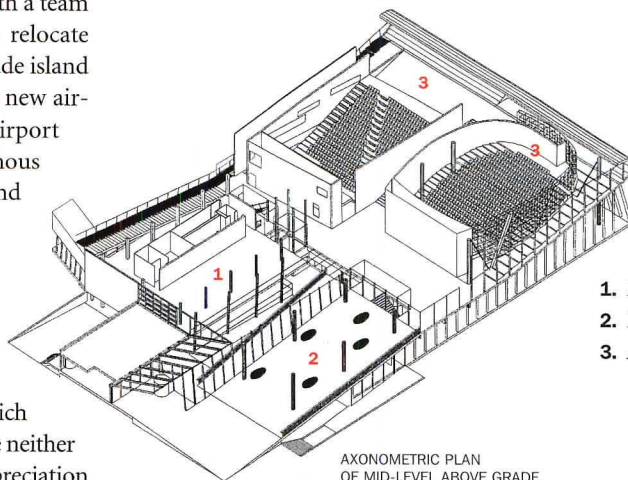 th a team
relocate
de island
new air-
irport
nous
nd
ich
e neither
preciation
3
3
1
2
1.
2.
3.
AXONOMETRIC PLAN
OF MID-LEVEL ABOVE GRADE